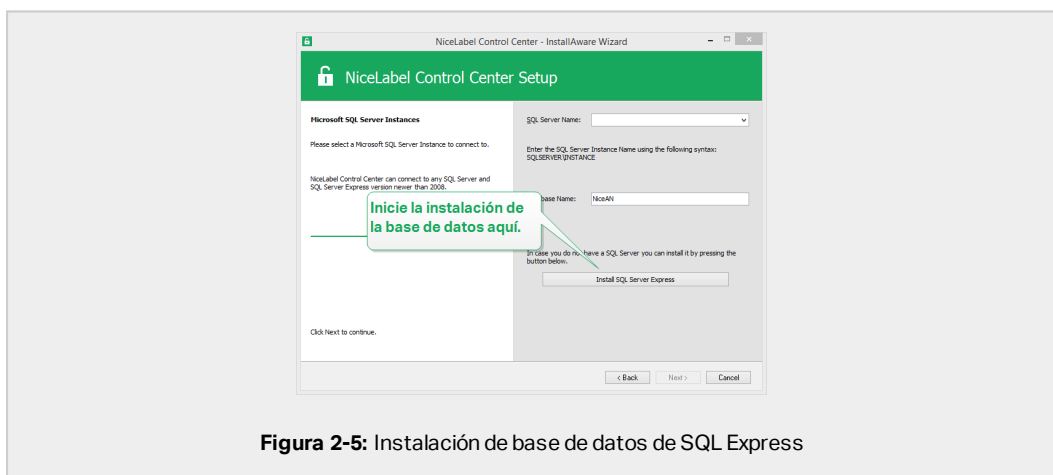 NiceLabel Control Center - InstallAware Wizard
NiceLabel Control Center Setup
Microsoft SQL Server Instances
Please select a Microsoft SQL Server Instance to connect to.
NiceLabel Control Center can connect to any SQL Server and
SQL Server Express version newer than 2008.
Inicie la instalación de
la base de datos aquí.
Click Next to continue.
SQL Server Name:
Enter the SQL Server Instance Name using the following syntax:
SQLSERVER\INSTANCE
base Name: NiceAN
In case you do not have a SQL Server you can install it by pressing the
button below.
Install SQL Server Express
< Back Next > Cancel
Figura 2-5: Instalación de base de datos de SQL Express